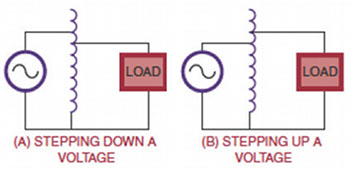 LOAD
LOAD
(A) STEPPING DOWN A
VOLTAGE
(B) STEPPING UP A
VOLTAGE